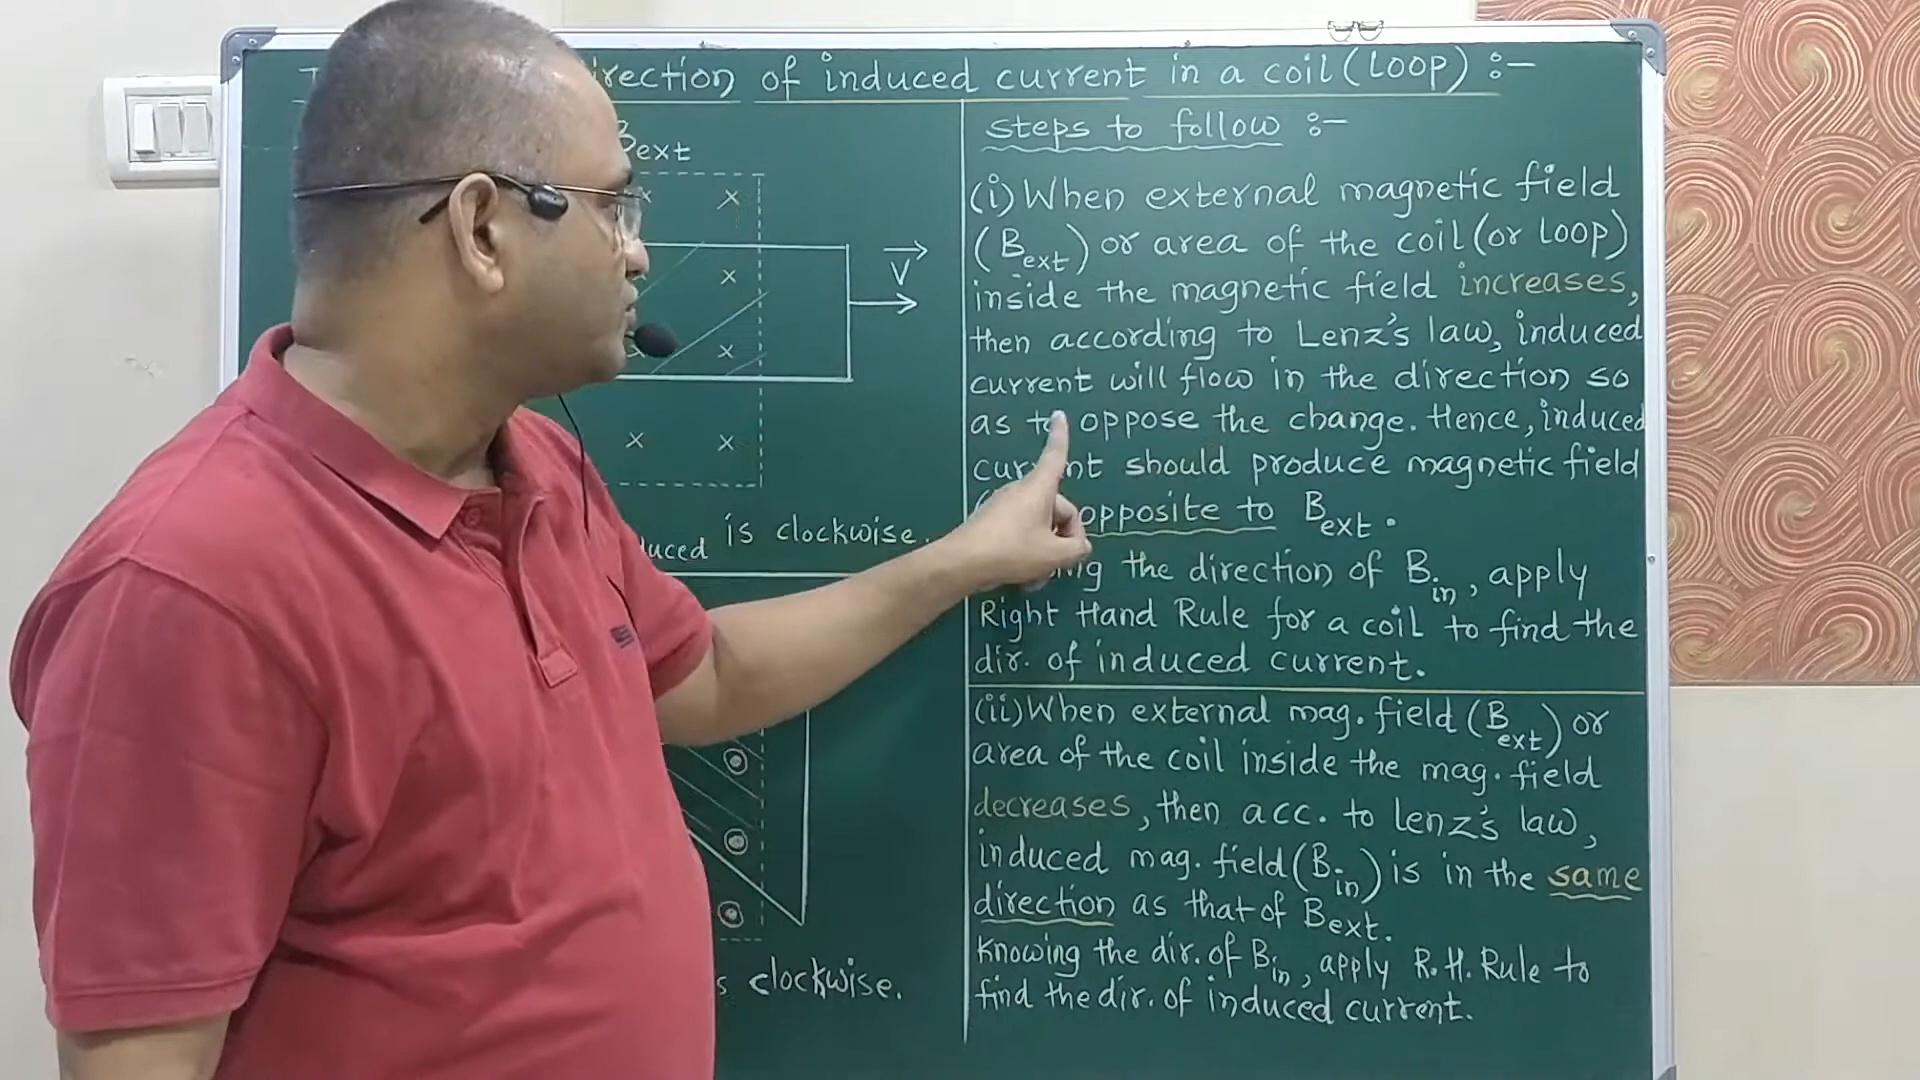 direction of induced current in a coil (LOOP) :-
Bext
V
is clockwise.
clockwise.
steps to follow :-
(i) When external magnetic field
(Bext) or area of the coil (or loop)
inside the magnetic field increases,
then according to Lenz's law, induced
current will flow in the direction so
as to oppose the change. Hence, induced
current should produce magnetic field
opposite to Bext.
the direction of Bin, apply
Right Hand Rule for a coil to find the
dir. of induced current.
(ii) When external mag. field (Bext) or
area of the coil inside the mag. field
decreases, then acc. to Lenz's law,
induced mag. field (Bin) is in the same
direction as that of Bext.
Knowing the dir. of Bin, apply R.H. Rule to
find the dir. of induced current.